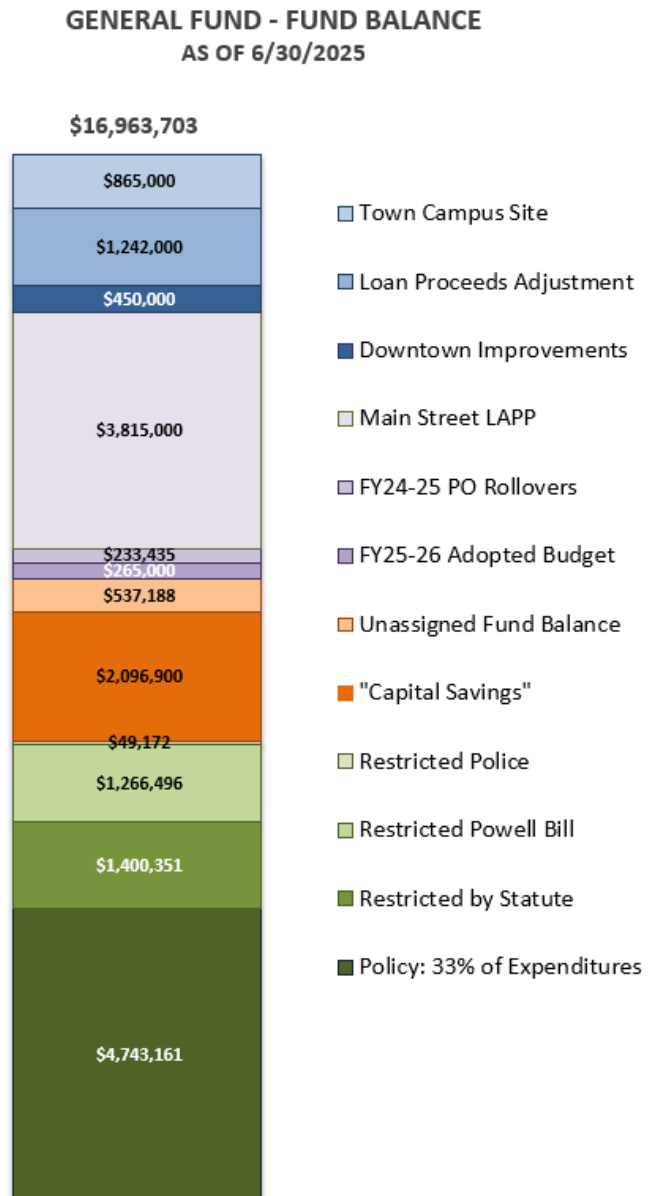 GENERAL FUND - FUND BALANCE
AS OF 6/30/2025
$16,963,703
$865,000
$1,242,000
$450,000
$3,815,000
$233,435
$265,000
$537,188
$2,096,900
$49,172
$1,266,496
$1,400,351
$4,743,161
Town Campus Site
Loan Proceeds Adjustment
Downtown Improvements
Main Street LAPP
FY24-25 PO Rollovers
FY25-26 Adopted Budget
Unassigned Fund Balance
"Capital Savings"
Restricted Police
Restricted Powell Bill
Restricted by Statute
Policy: 33% of Expenditures